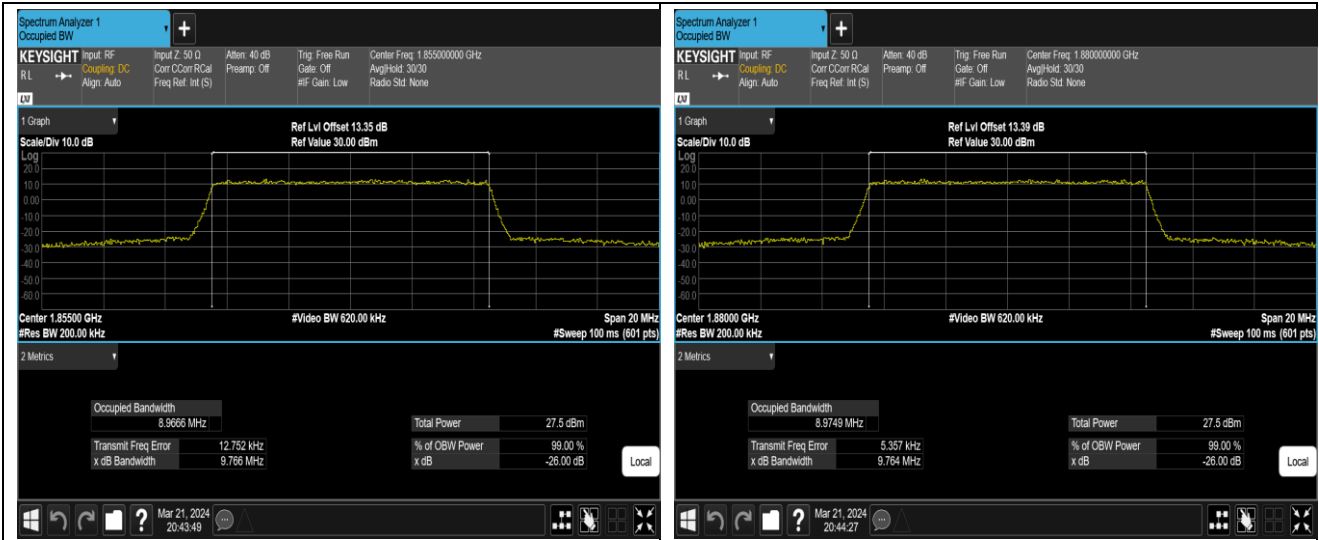 Spectrum Analyzer 1
Occupied BW
KEYSIGHT
R L
LXI
Input: RF
Coupling: DC
Align: Auto
Input Z: 50 Ω
Corr CCorr RCal
Freq Ref: Int (S)
Atten: 40 dB
Preamp: Off
Trig: Free Run
Gate: Off
#IF Gain: Low
Center Freq: 1.855000000 GHz
Avg|Hold: 30/30
Radio Std: None
1 Graph
Scale/Div 10.0 dB
Ref Lvl Offset 13.35 dB
Ref Value 30.00 dBm
Log
20.0
10.0
0.00
-10.0
-20.0
-30.0
-40.0
-50.0
-60.0
Center 1.85500 GHz
#Video BW 620.00 kHz
Span 20 MHz
#Res BW 200.00 kHz
#Sweep 100 ms (601 pts)
2 Metrics
Occupied Bandwidth
8.9666 MHz
Total Power 27.5 dBm
Transmit Freq Error 12.752 kHz
% of OBW Power 99.00 %
x dB Bandwidth 9.766 MHz
x dB -26.00 dB
Local
?
Mar 21, 2024
20:43:49
Spectrum Analyzer 1
Occupied BW
KEYSIGHT
R L
LXI
Input: RF
Coupling: DC
Align: Auto
Input Z: 50 Ω
Corr CCorr RCal
Freq Ref: Int (S)
Atten: 40 dB
Preamp: Off
Trig: Free Run
Gate: Off
#IF Gain: Low
Center Freq: 1.880000000 GHz
Avg|Hold: 30/30
Radio Std: None
1 Graph
Scale/Div 10.0 dB
Ref Lvl Offset 13.39 dB
Ref Value 30.00 dBm
Log
20.0
10.0
0.00
-10.0
-20.0
-30.0
-40.0
-50.0
-60.0
Center 1.88000 GHz
#Video BW 620.00 kHz
Span 20 MHz
#Res BW 200.00 kHz
#Sweep 100 ms (601 pts)
2 Metrics
Occupied Bandwidth
8.9749 MHz
Total Power 27.5 dBm
Transmit Freq Error 5.357 kHz
% of OBW Power 99.00 %
x dB Bandwidth 9.764 MHz
x dB -26.00 dB
Local
?
Mar 21, 2024
20:44:27